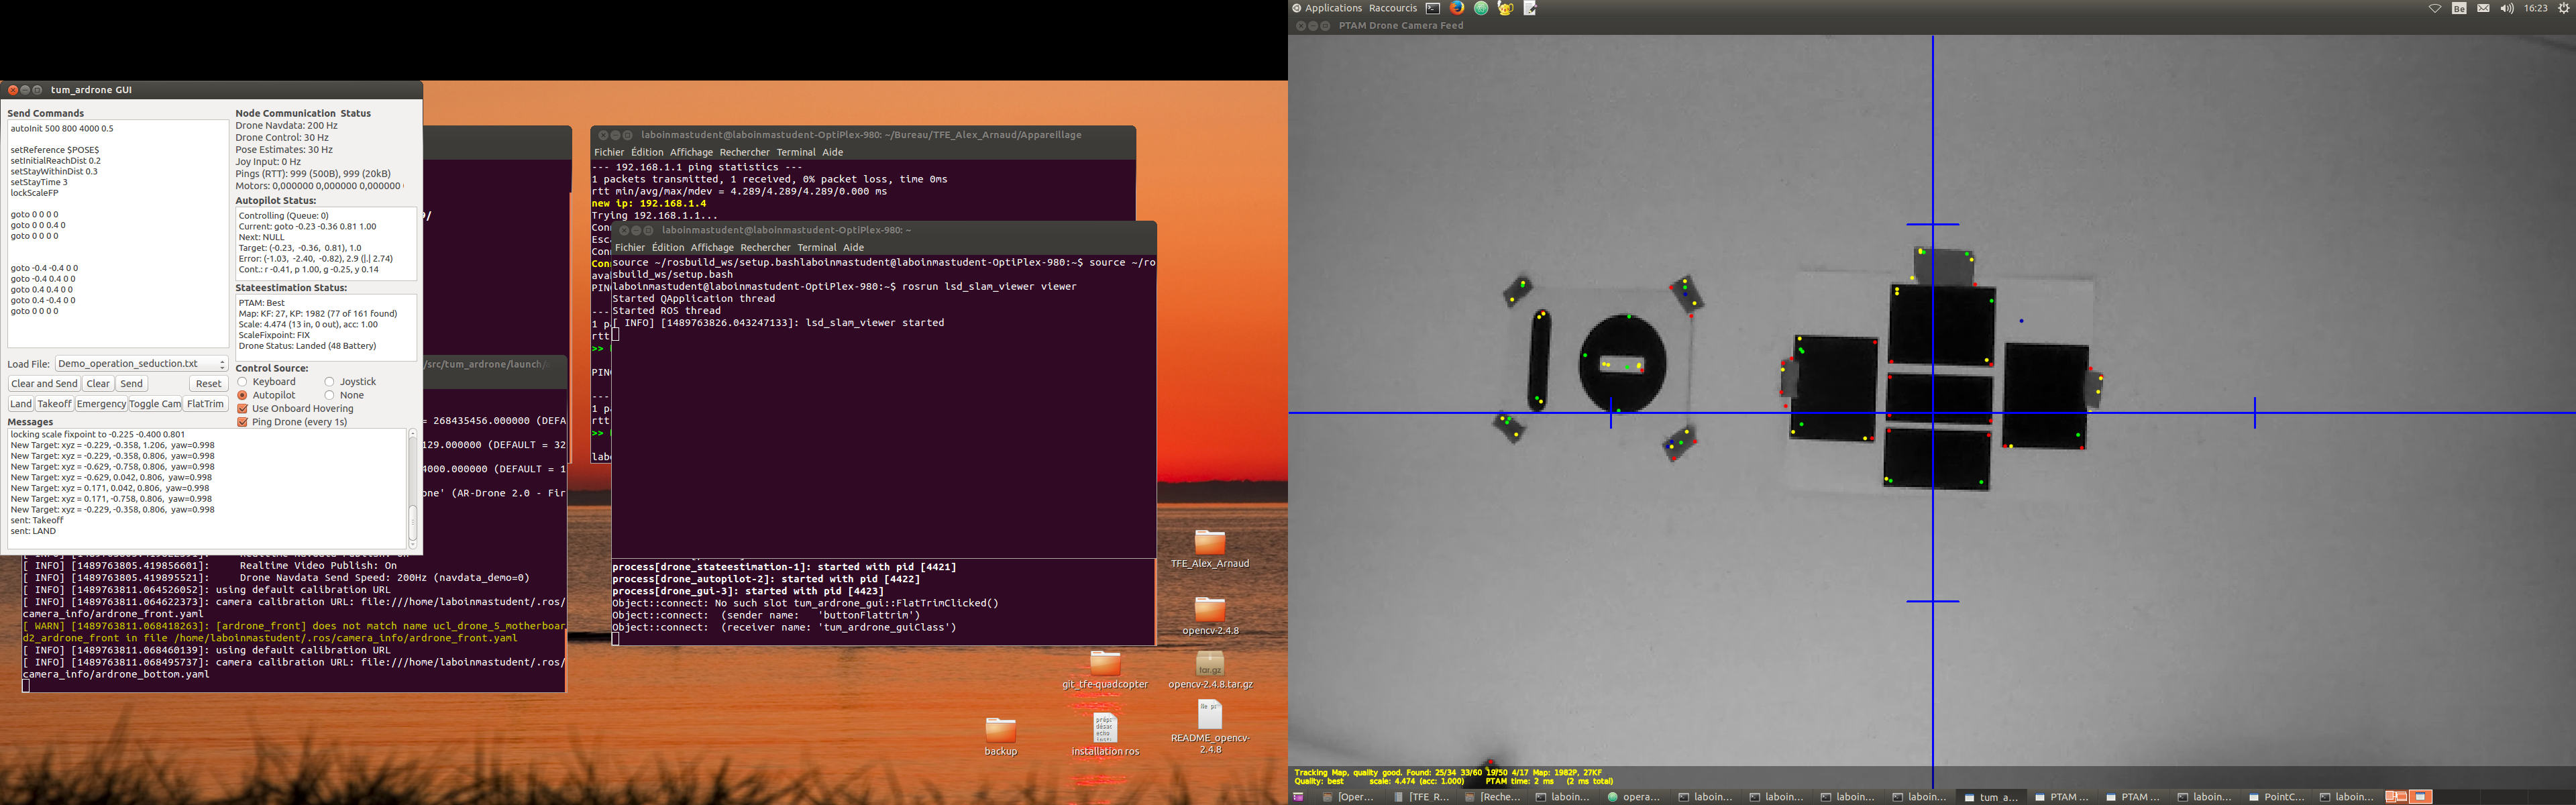 tum_ardrone GUI
Send Commands
autoInit 500 800 4000 0.5
setReference $POSE$
setInitialReachDist 0.2
setStayWithinDist 0.3
setStayTime 3
lockScaleFP
goto 0 0 0 0
goto 0 0 0.4 0
goto 0 0 0 0
goto -0.4 -0.4 0 0
goto -0.4 0.4 0 0
goto 0.4 0.4 0 0
goto 0.4 -0.4 0 0
goto 0 0 0 0
Load File: Demo_operation_seduction.txt
Clear and Send Clear Send Reset
Land Takeoff Emergency Toggle Cam FlatTrim
Node Communication Status
Drone Navdata: 200 Hz
Drone Control: 30 Hz
Pose Estimates: 30 Hz
Joy Input: 0 Hz
Pings (RTT): 999 (500B), 999 (20kB)
Motors: 0,000000 0,000000 0,000000
Autopilot Status:
Controlling (Queue: 0)
Current: goto -0.23 -0.36 0.81 1.00
Next: NULL
Target: (-0.23, -0.36, 0.81), 1.0
Error: (-1.03, -2.40, -0.82), 2.9 (|.| 2.74)
Cont.: r -0.41, p 1.00, g -0.25, y 0.14
Stateestimation Status:
PTAM: Best
Map: KF: 27, KP: 1982 (77 of 161 found)
Scale: 4.474 (13 in, 0 out), acc: 1.00
ScaleFixpoint: FIX
Drone Status: Landed (48 Battery)
Control Source:
Keyboard Joystick
Autopilot None
Use Onboard Hovering
Ping Drone (every 1s)
Messages
locking scale fixpoint to -0.225 -0.400 0.801
New Target: xyz = -0.229, -0.358, 1.206, yaw=0.998
New Target: xyz = -0.229, -0.358, 0.806, yaw=0.998
New Target: xyz = -0.629, -0.758, 0.806, yaw=0.998
New Target: xyz = -0.629, 0.042, 0.806, yaw=0.998
New Target: xyz = 0.171, 0.042, 0.806, yaw=0.998
New Target: xyz = 0.171, -0.758, 0.806, yaw=0.998
New Target: xyz = -0.229, -0.358, 0.806, yaw=0.998
sent: Takeoff
sent: LAND
/src/tum_ardrone/launch/
= 268435456.000000 (DEFA
129.000000 (DEFAULT = 32
4000.000000 (DEFAULT = 1
one' (AR-Drone 2.0 - Fir
[ INFO] [1489763805.419856601]: Realtime Video Publish: On
[ INFO] [1489763805.419895521]: Drone Navdata Send Speed: 200Hz (navdata_demo=0)
[ INFO] [1489763811.064526052]: using default calibration URL
[ INFO] [1489763811.064622373]: camera calibration URL: file:///home/laboinmastudent/.ros/
camera_info/ardrone_front.yaml
[ WARN] [1489763811.068418263]: [ardrone_front] does not match name ucl_drone_5_motherboar
d2_ardrone_front in file /home/laboinmastudent/.ros/camera_info/ardrone_front.yaml
[ INFO] [1489763811.068460139]: using default calibration URL
[ INFO] [1489763811.068495737]: camera calibration URL: file:///home/laboinmastudent/.ros/
camera_info/ardrone_bottom.yaml
laboinmastudent@laboinmastudent-OptiPlex-980: ~/Bureau/TFE_Alex_Arnaud/Appareillage
Fichier Édition Affichage Rechercher Terminal Aide
--- 192.168.1.1 ping statistics ---
1 packets transmitted, 1 received, 0% packet loss, time 0ms
rtt min/avg/max/mdev = 4.289/4.289/4.289/0.000 ms
new ip: 192.168.1.4
Trying 192.168.1.1...
laboinmastudent@laboinmastudent-OptiPlex-980: ~
Fichier Édition Affichage Rechercher Terminal Aide
source ~/rosbuild_ws/setup.bashlaboinmastudent@laboinmastudent-OptiPlex-980:~$ source ~/ro
sbuild_ws/setup.bash
laboinmastudent@laboinmastudent-OptiPlex-980:~$ rosrun lsd_slam_viewer viewer
Started QApplication thread
Started ROS thread
[ INFO] [1489763826.043247133]: lsd_slam_viewer started
process[drone_stateestimation-1]: started with pid [4421]
process[drone_autopilot-2]: started with pid [4422]
process[drone_gui-3]: started with pid [4423]
Object::connect: No such slot tum_ardrone_gui::FlatTrimClicked()
Object::connect: (sender name: 'buttonFlattrim')
Object::connect: (receiver name: 'tum_ardrone_guiClass')
TFE_Alex_Arnaud
opencv-2.4.8
git_tfe-quadcopter
tar.gz
opencv-2.4.8.tar.gz
backup
installation ros
README_opencv-
2.4.8
Applications Raccourcis
Be 16:23
PTAM Drone Camera Feed
Tracking Map, quality good. Found: 25/34 33/60 19/50 4/17 Map: 1982P, 27KF
Quality: best scale: 4.474 (acc: 1.000) PTAM time: 2 ms (2 ms total)
[Oper... [TFE_R... [Reche... laboin... opera... laboin... laboin... laboin... laboin... tum_a... PTAM ... PTAM ... laboin... PointC... laboin...